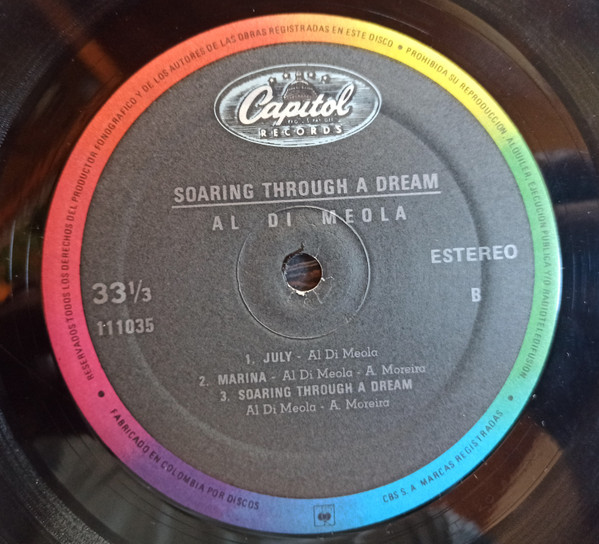 RESERVADOS TODOS LOS DERECHOS DEL PRODUCTOR FONOGRAFICO Y DE LOS AUTORES DE LAS OBRAS REGISTRADAS EN ESTE DISCO • PROHIBIDA SU REPRODUCCION, ALQUILER, EJECUCION PUBLICA Y/O RADIOTELEDIFUSION.
Capitol
RECORDS
SOARING THROUGH A DREAM
AL DI MEOLA
ESTEREO
33 1/3
B
111035
1. JULY - Al Di Meola
2. MARINA - Al Di Meola - A. Moreira
3. SOARING THROUGH A DREAM
Al Di Meola - A. Moreira
• FABRICADO EN COLOMBIA POR DISCOS
CBS S. A MARCAS REGISTRADAS •